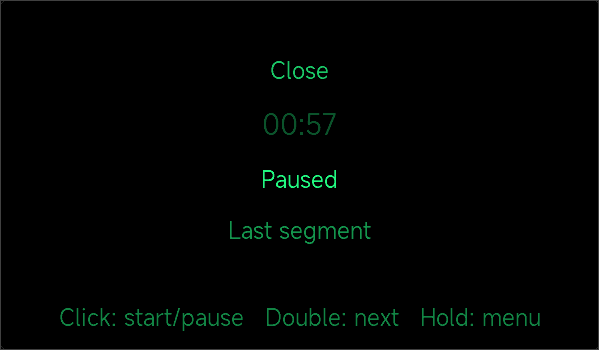 Close
00:57
Paused
Last segment
Click: start/pause Double: next Hold: menu